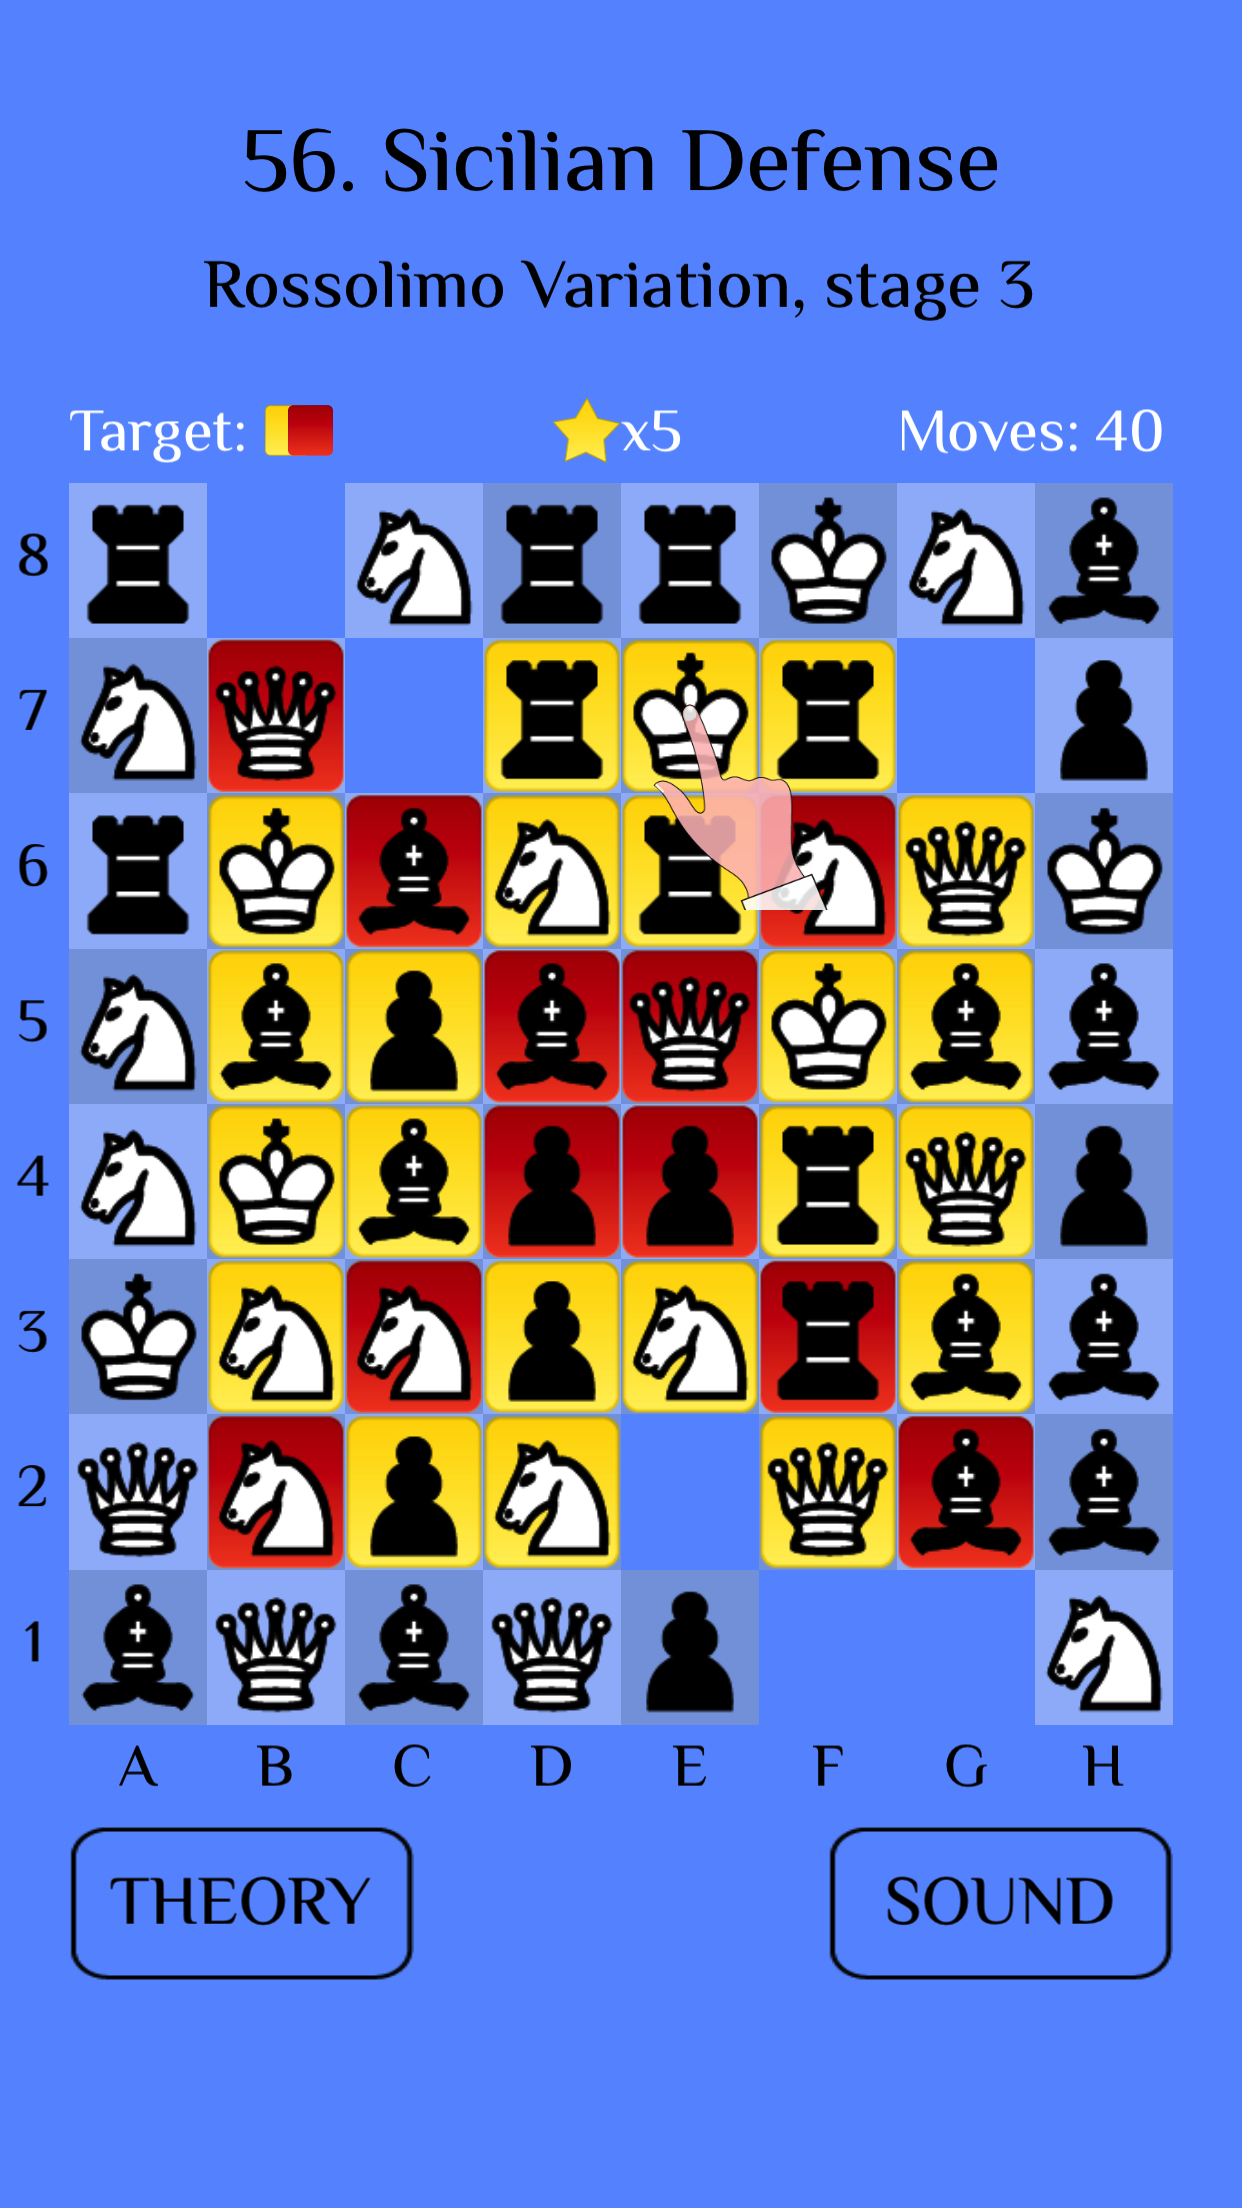 56. Sicilian Defense
Rossolimo Variation, stage 3
Target: x5 Moves: 40
8
7
6
5
4
3
2
1
A B C D E F G H
THEORY SOUND